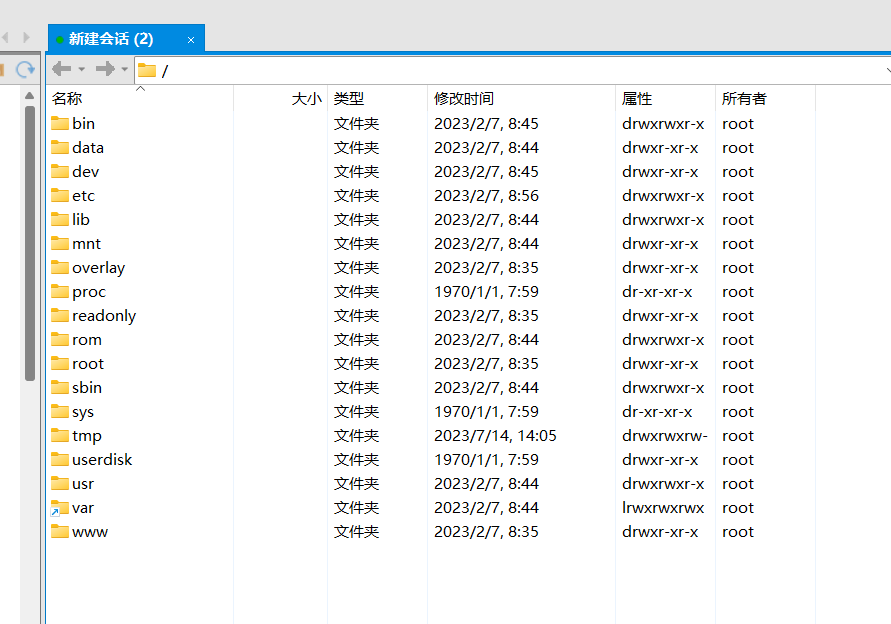 新建会话 (2) ×
/
名称 大小 类型 修改时间 属性 所有者
bin 文件夹 2023/2/7, 8:45 drwxrwxr-x root
data 文件夹 2023/2/7, 8:44 drwxr-xr-x root
dev 文件夹 2023/2/7, 8:45 drwxr-xr-x root
etc 文件夹 2023/2/7, 8:56 drwxrwxr-x root
lib 文件夹 2023/2/7, 8:44 drwxrwxr-x root
mnt 文件夹 2023/2/7, 8:44 drwxr-xr-x root
overlay 文件夹 2023/2/7, 8:35 drwxr-xr-x root
proc 文件夹 1970/1/1, 7:59 dr-xr-xr-x root
readonly 文件夹 2023/2/7, 8:35 drwxr-xr-x root
rom 文件夹 2023/2/7, 8:44 drwxrwxr-x root
root 文件夹 2023/2/7, 8:35 drwxr-xr-x root
sbin 文件夹 2023/2/7, 8:44 drwxrwxr-x root
sys 文件夹 1970/1/1, 7:59 dr-xr-xr-x root
tmp 文件夹 2023/7/14, 14:05 drwxrwxrw- root
userdisk 文件夹 1970/1/1, 7:59 drwxr-xr-x root
usr 文件夹 2023/2/7, 8:44 drwxrwxr-x root
var 文件夹 2023/2/7, 8:44 lrwxrwxrwx root
www 文件夹 2023/2/7, 8:35 drwxr-xr-x root